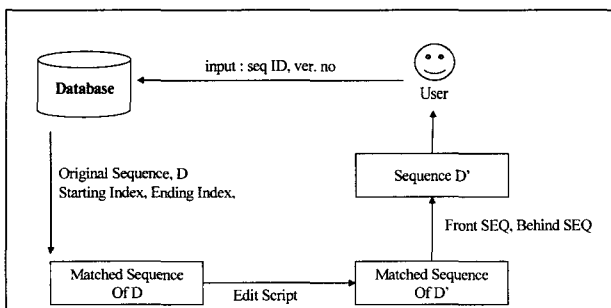 input : seq ID, ver. no
Database
User
Original Sequence, D
Starting Index, Ending Index,
Sequence D'
Front SEQ, Behind SEQ
Matched Sequence
Of D
Edit Script
Matched Sequence
Of D'